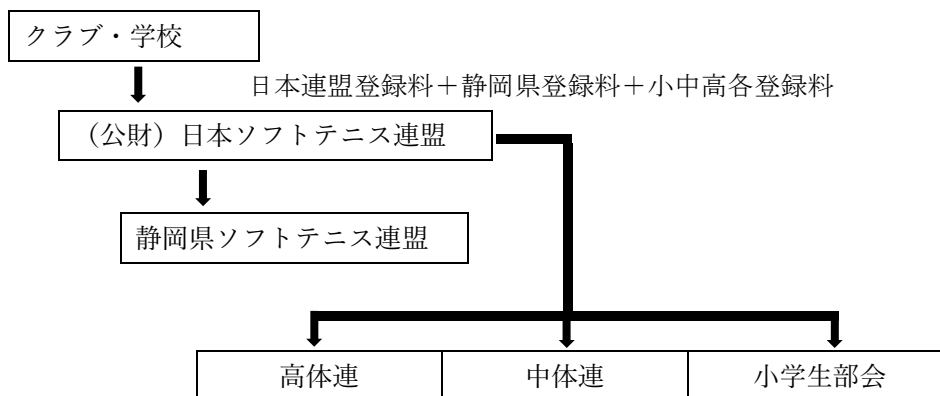 クラブ・学校
日本連盟登録料＋静岡県登録料＋小中高各登録料
（公財）日本ソフトテニス連盟
静岡県ソフトテニス連盟
高体連
中体連
小学生部会